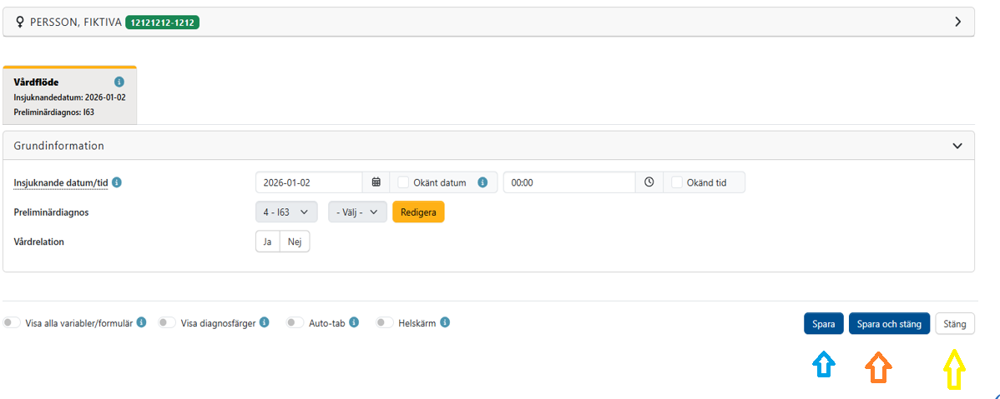 PERSSON, FIKTIVA 12121212-1212
Vårdflöde
Insjuknandedatum: 2026-01-02
Preliminärdiagnos: I63
Grundinformation
Insjuknande datum/tid 2026-01-02 Okänt datum 00:00 Okänd tid
Preliminärdiagnos 4 - I63 - Välj - Redigera
Vårdrelation Ja Nej
Visa alla variabler/formulär Visa diagnosfärger Auto-tab Helskärm Spara Spara och stäng Stäng